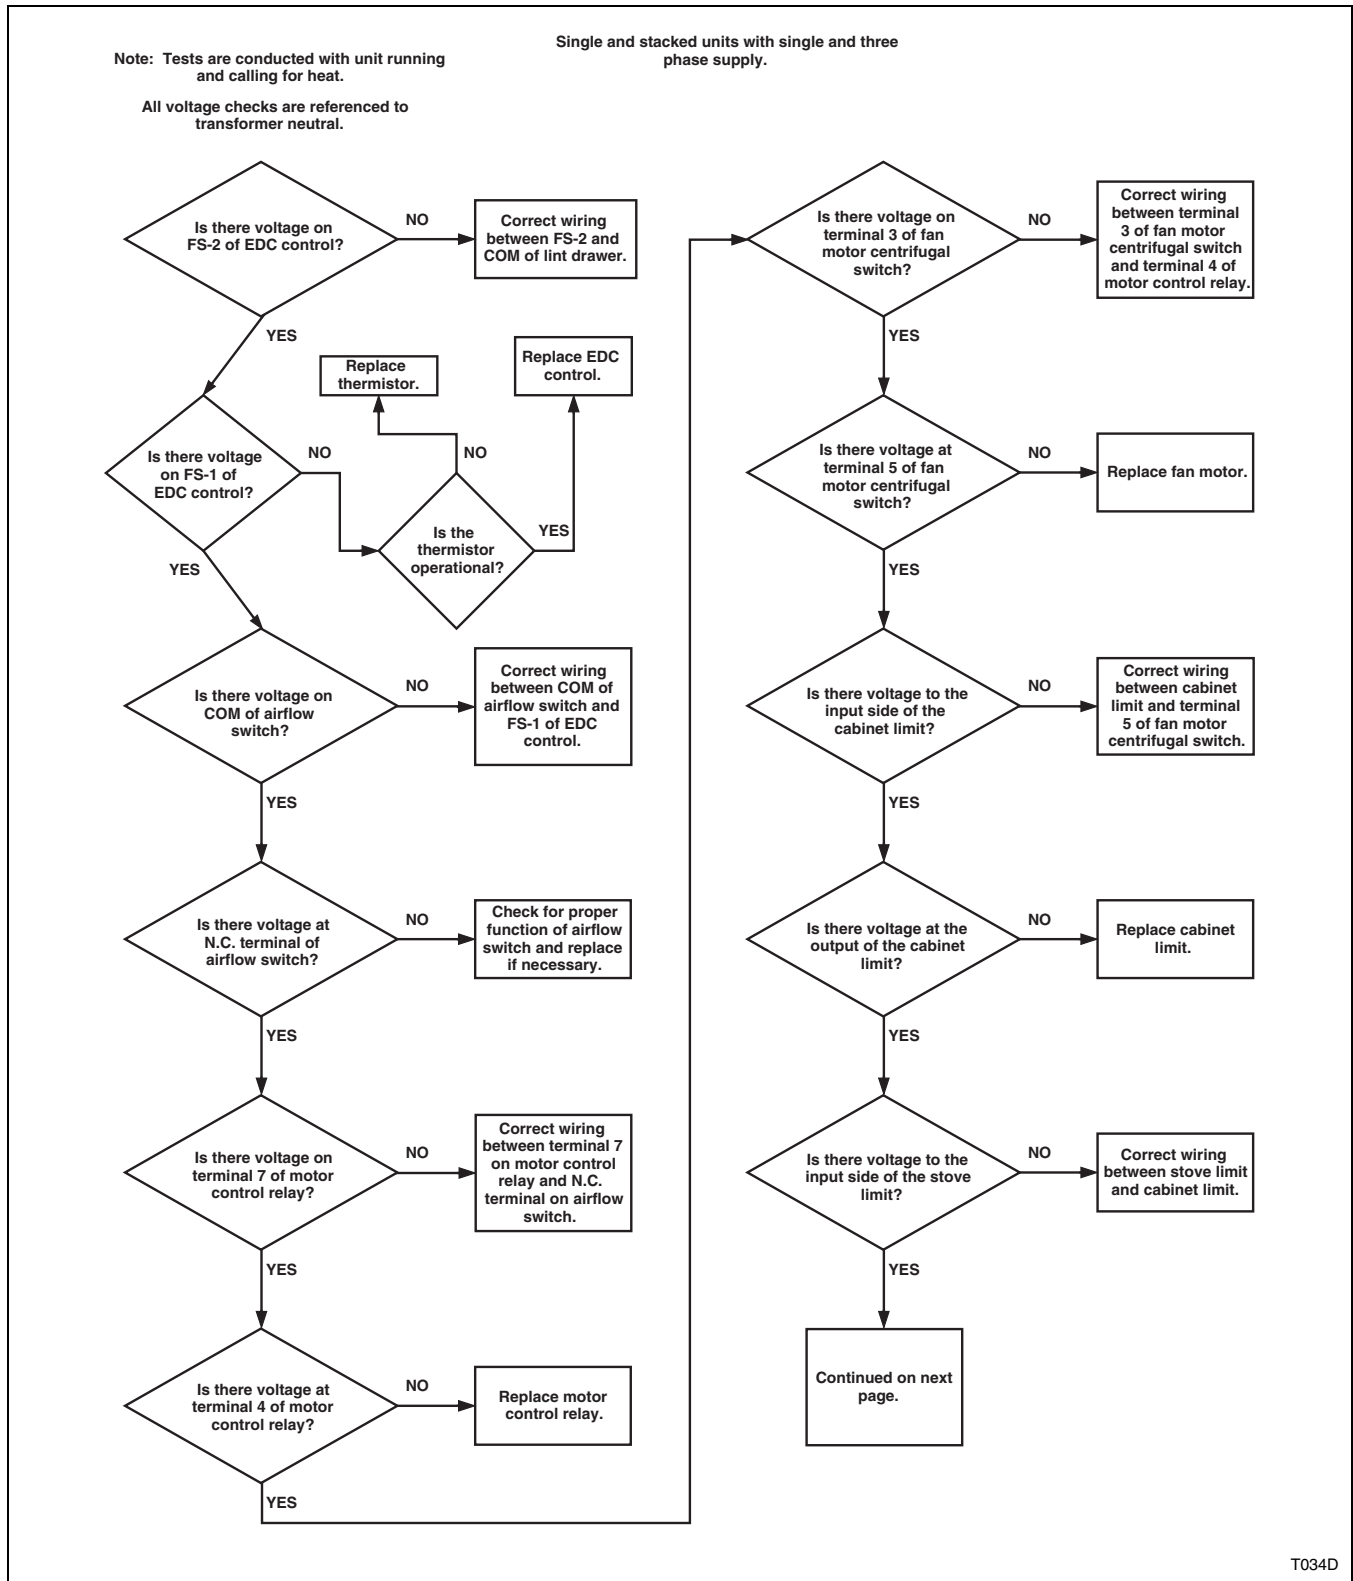 Note: Tests are conducted with unit running
and calling for heat.
All voltage checks are referenced to
transformer neutral.
Single and stacked units with single and three
phase supply.
Is there voltage on
FS-2 of EDC control?
NO
Correct wiring
between FS-2 and
COM of lint drawer.
YES
Is there voltage
on FS-1 of
EDC control?
NO
Is the
thermistor
operational?
NO
Replace
thermistor.
YES
Replace EDC
control.
YES
Is there voltage on
COM of airflow
switch?
NO
Correct wiring
between COM of
airflow switch and
FS-1 of EDC
control.
YES
Is there voltage at
N.C. terminal of
airflow switch?
NO
Check for proper
function of airflow
switch and replace
if necessary.
YES
Is there voltage on
terminal 7 of motor
control relay?
NO
Correct wiring
between terminal 7
on motor control
relay and N.C.
terminal on airflow
switch.
YES
Is there voltage at
terminal 4 of motor
control relay?
NO
Replace motor
control relay.
YES
Is there voltage on
terminal 3 of fan
motor centrifugal
switch?
NO
Correct wiring
between terminal
3 of fan motor
centrifugal switch
and terminal 4 of
motor control relay.
YES
Is there voltage at
terminal 5 of fan
motor centrifugal
switch?
NO
Replace fan motor.
YES
Is there voltage to the
input side of the
cabinet limit?
NO
Correct wiring
between cabinet
limit and terminal
5 of fan motor
centrifugal switch.
YES
Is there voltage at the
output of the cabinet
limit?
NO
Replace cabinet
limit.
YES
Is there voltage to the
input side of the stove
limit?
NO
Correct wiring
between stove limit
and cabinet limit.
YES
Continued on next
page.
T034D